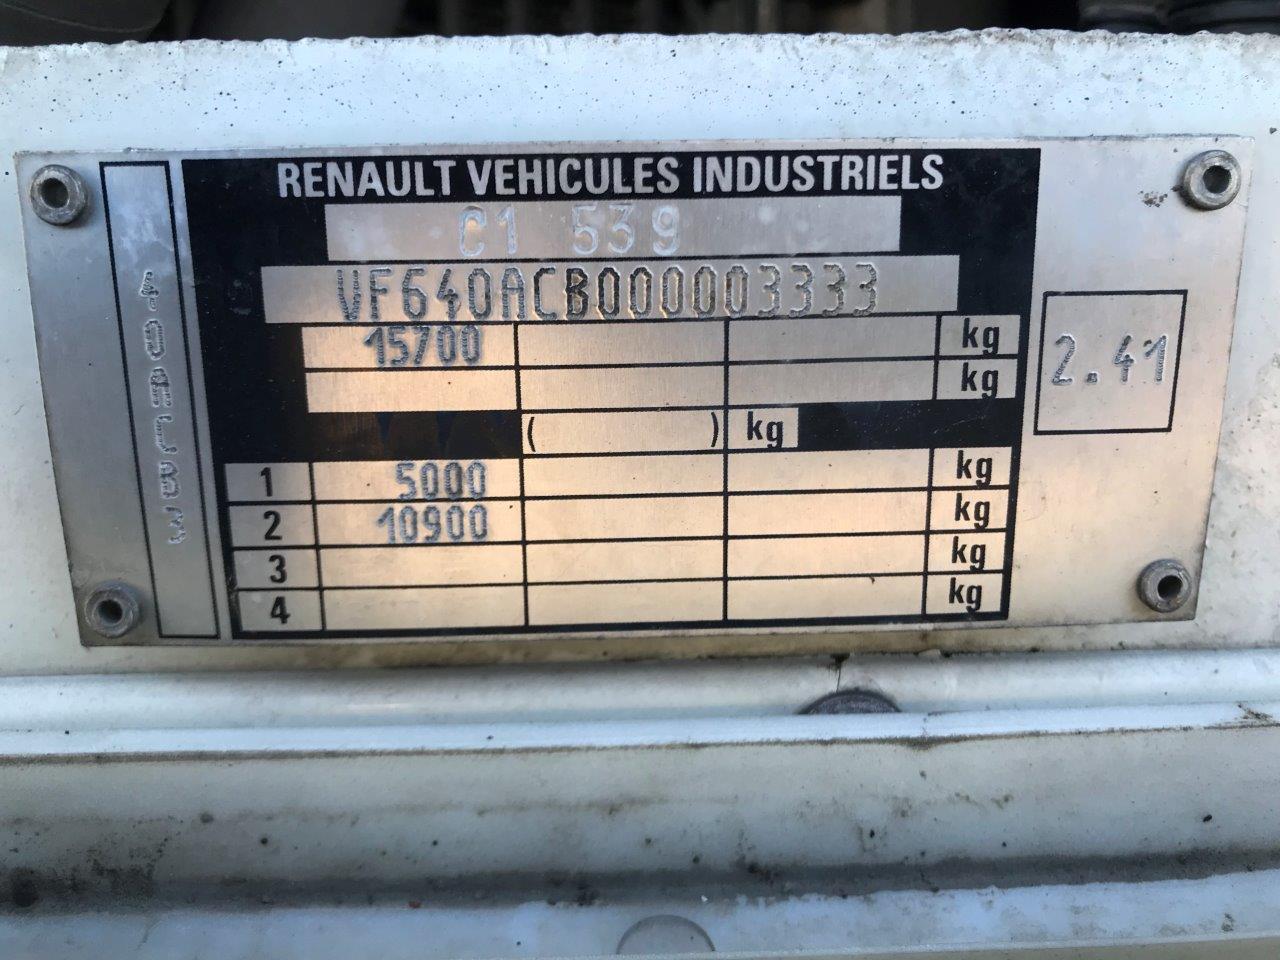 RENAULT VEHICULES INDUSTRIELS
C1 539
VF640ACB000003333
15700 kg
kg
( ) kg
1 5000 kg
2 10900 kg
3 kg
4 kg
2.41